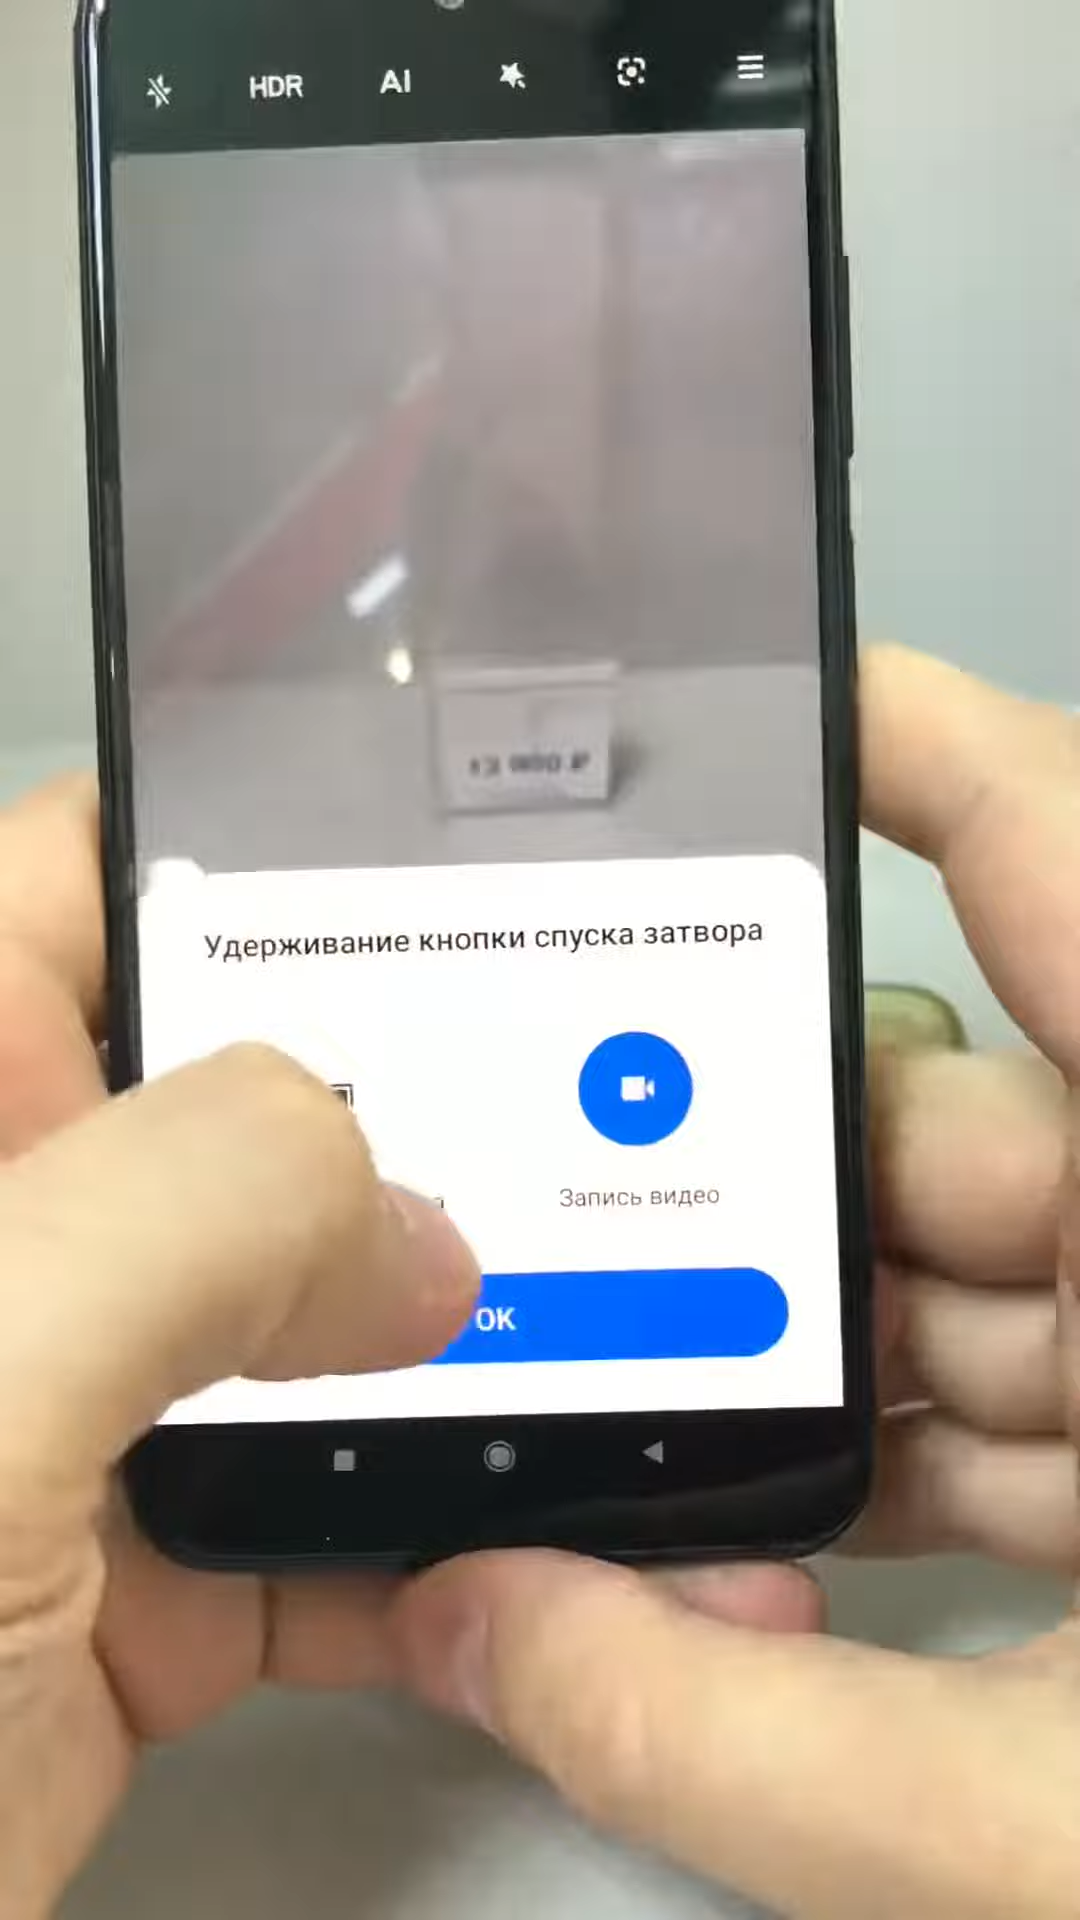 HDR AI
Удерживание кнопки спуска затвора
Запись видео
OK